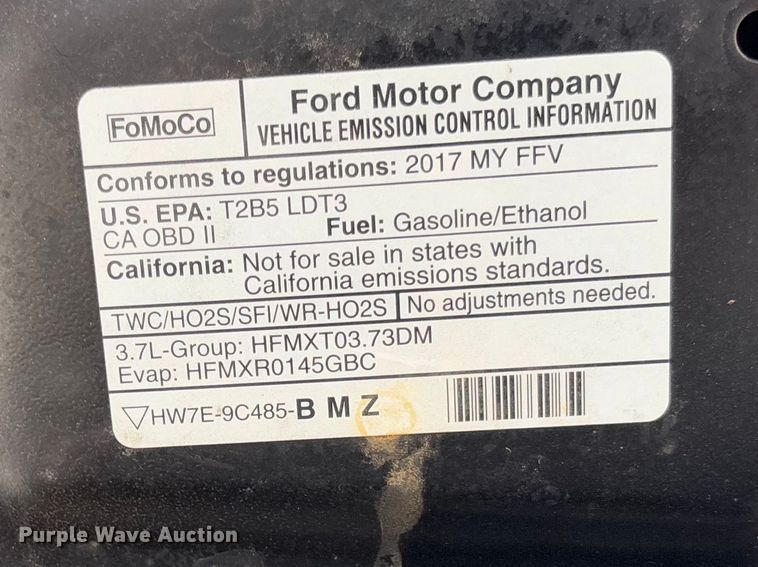 FoMoCo
Ford Motor Company
VEHICLE EMISSION CONTROL INFORMATION
Conforms to regulations: 2017 MY FFV
U.S. EPA: T2B5 LDT3
CA OBD II Fuel: Gasoline/Ethanol
California: Not for sale in states with
California emissions standards.
TWC/HO2S/SFI/WR-HO2S No adjustments needed.
3.7L-Group: HFMXT03.73DM
Evap: HFMXR0145GBC
HW7E-9C485-B M Z
Purple Wave Auction